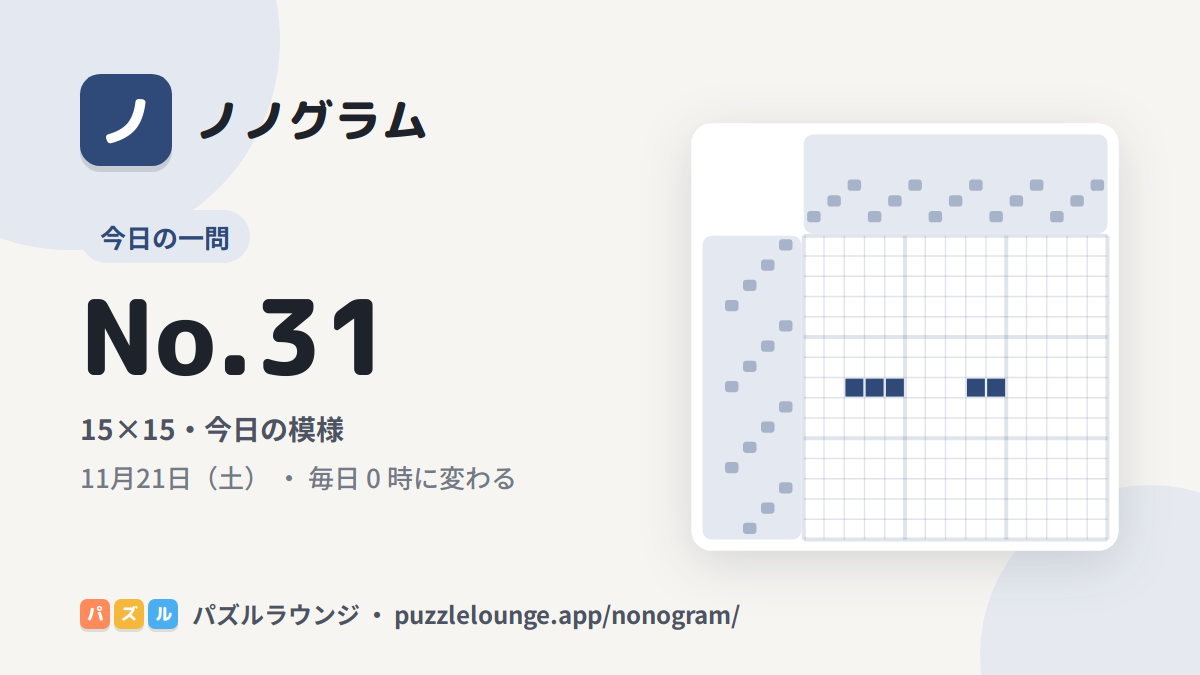 ノ ノノグラム
今日の一問
No.31
15×15・今日の模様
11月21日（土） ・ 毎日 0 時に変わる
パズル パズルラウンジ ・ puzzlelounge.app/nonogram/